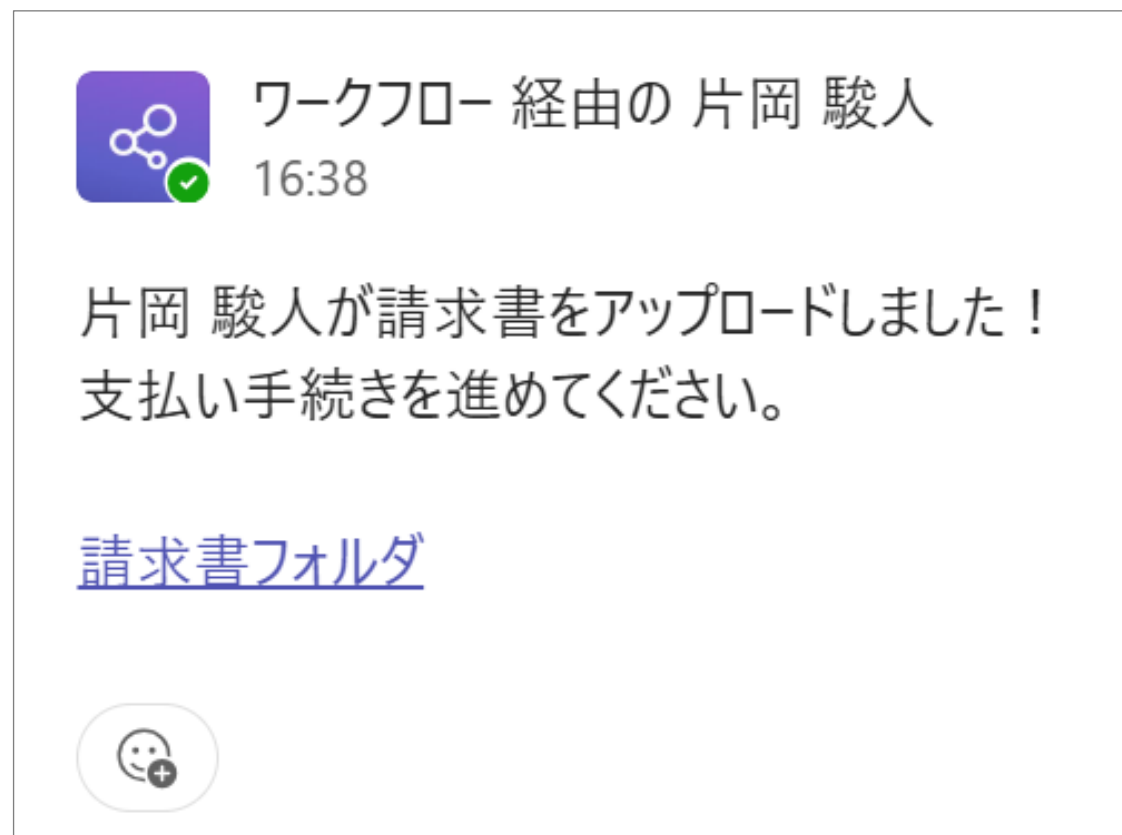 ワークフロー 経由の 片岡 駿人
16:38
片岡 駿人が請求書をアップロードしました！
支払い手続きを進めてください。
請求書フォルダ